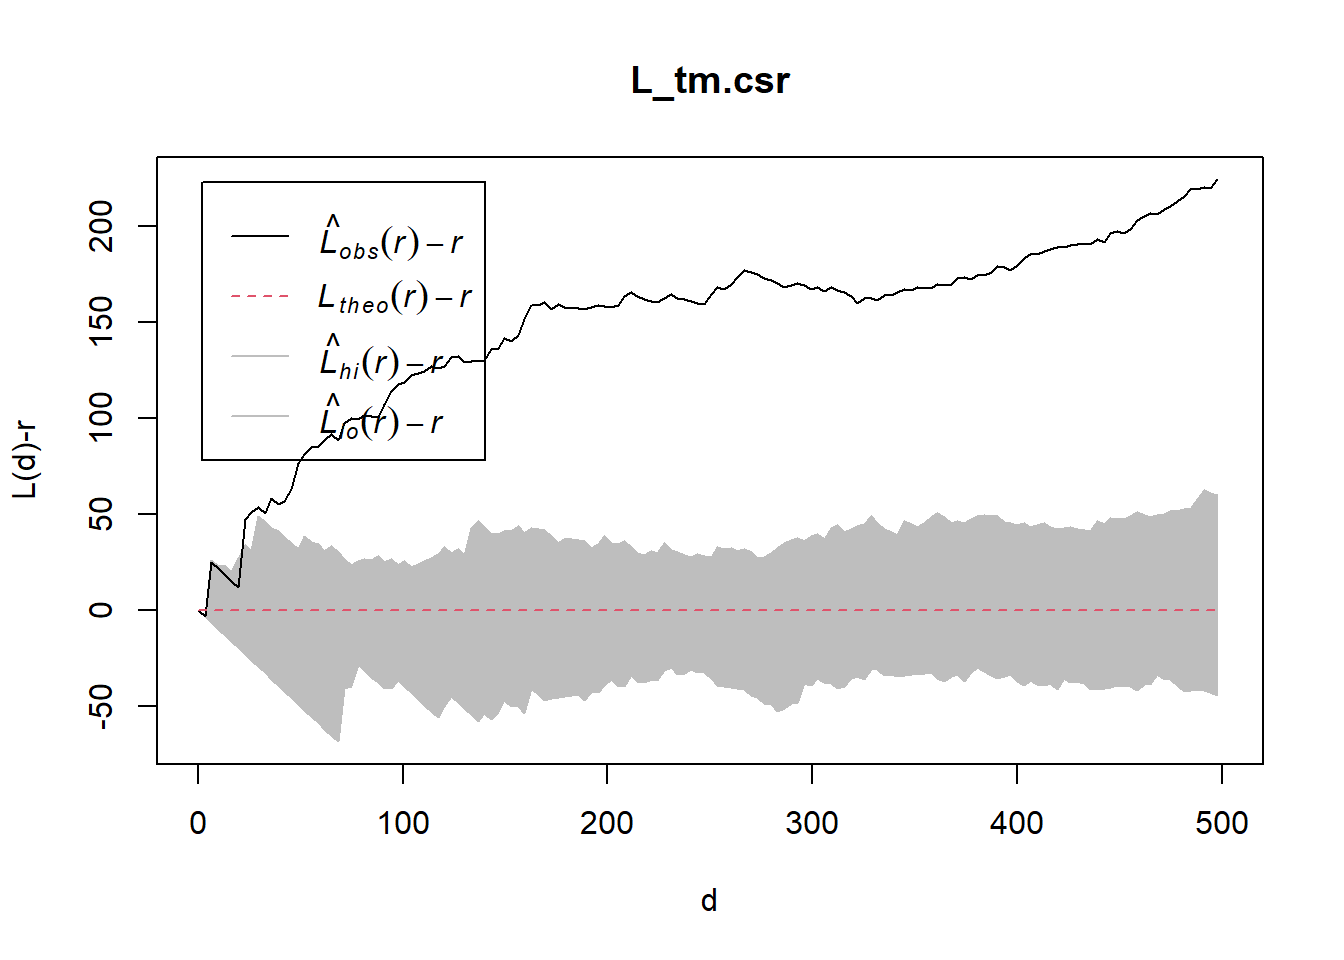 L_tm.csr
L̂obs(r) − r
Ltheo(r) − r
L̂hi(r) − r
L̂lo(r) − r
L(d)-r
200
150
100
50
0
-50
0 100 200 300 400 500
d